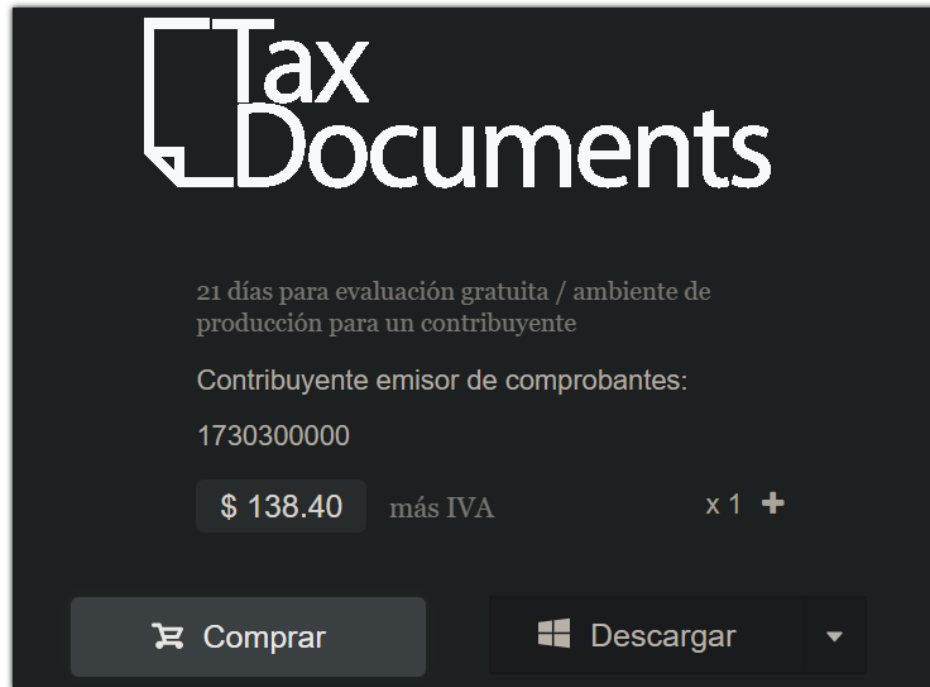 Tax
Documents
21 días para evaluación gratuita / ambiente de
producción para un contribuyente
Contribuyente emisor de comprobantes:
1730300000
$ 138.40 más IVA x 1 +
Comprar Descargar